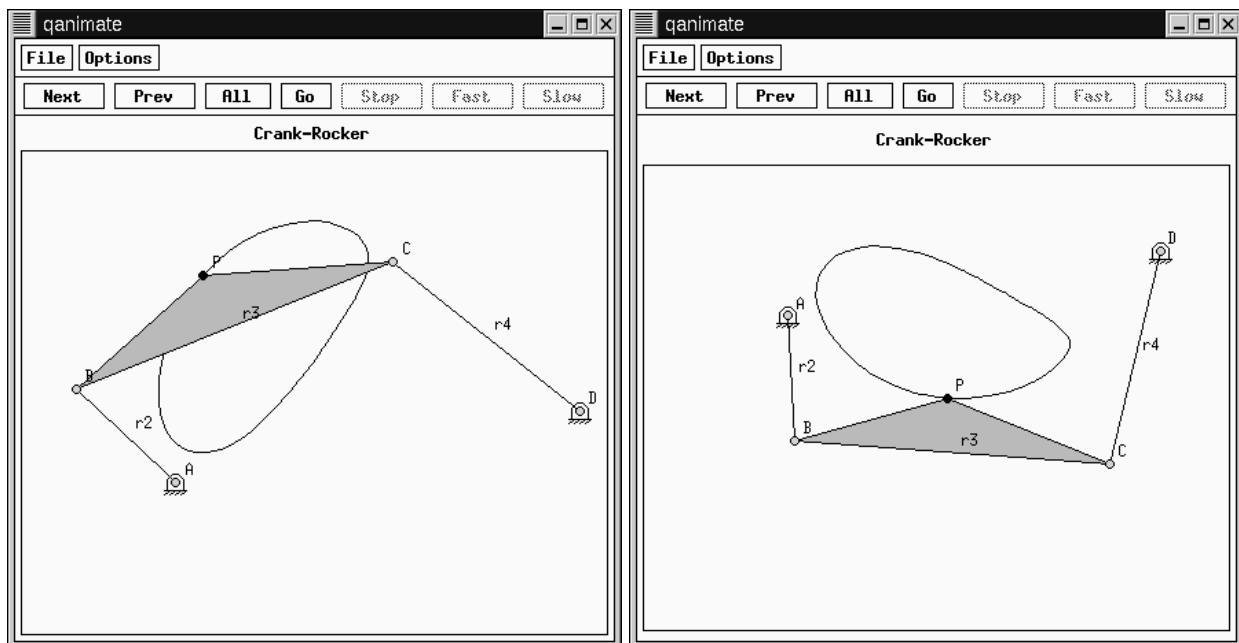 qanimate
File Options
Next Prev All Go Stop Fast Slow
Crank-Rocker
P
C
r3
r4
B
D
r2
A
qanimate
File Options
Next Prev All Go Stop Fast Slow
Crank-Rocker
D
A
r4
r2
P
B
r3
C